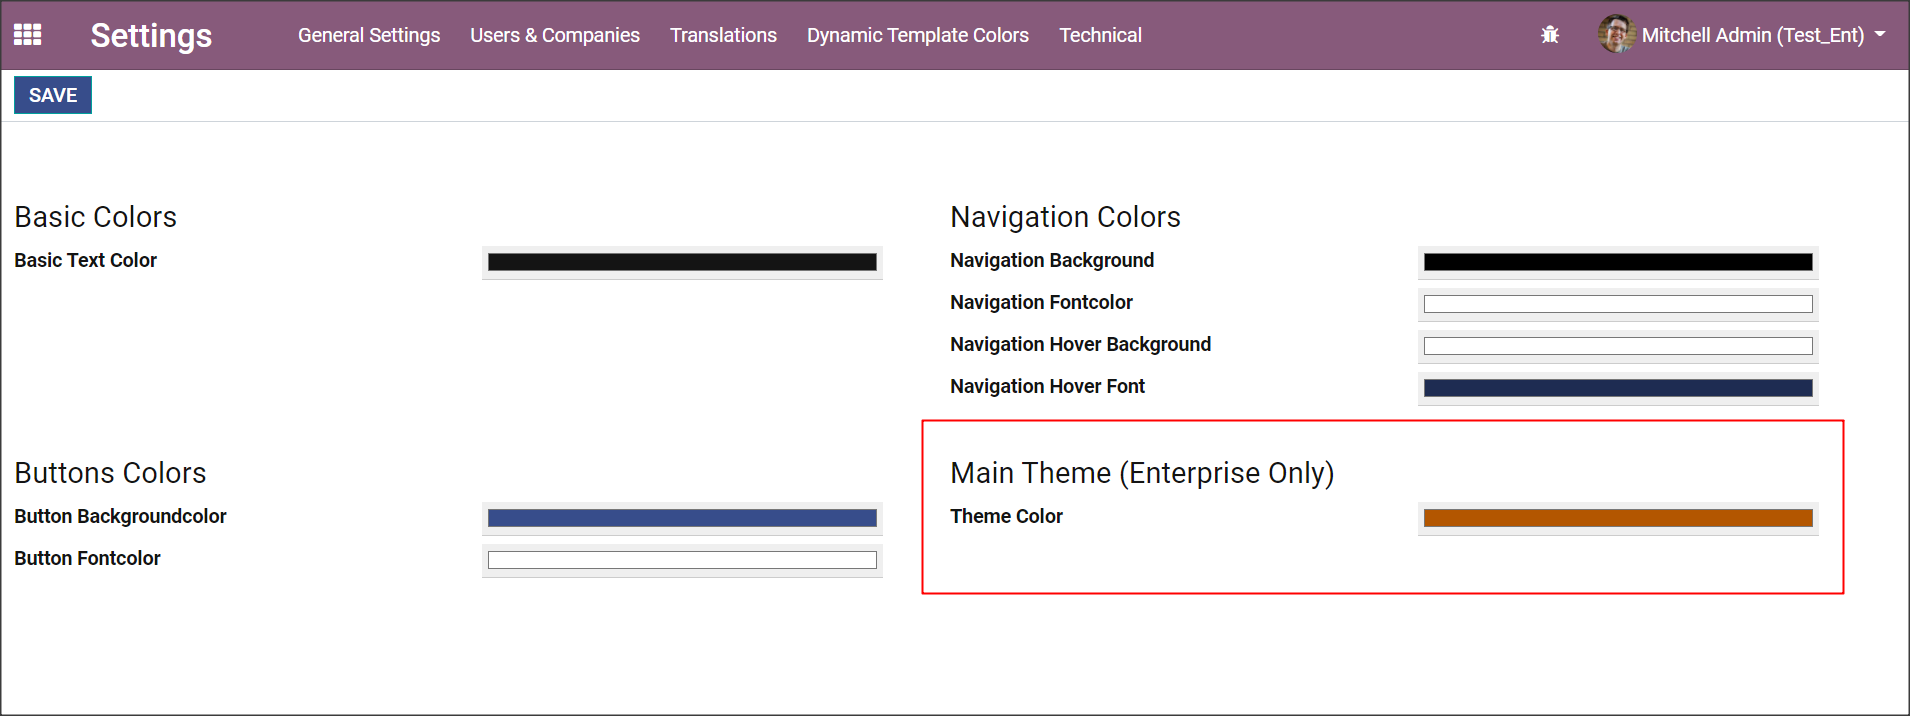 Settings General Settings Users & Companies Translations Dynamic Template Colors Technical Mitchell Admin (Test_Ent)
SAVE
Basic Colors
Basic Text Color
Navigation Colors
Navigation Background
Navigation Fontcolor
Navigation Hover Background
Navigation Hover Font
Buttons Colors
Button Backgroundcolor
Button Fontcolor
Main Theme (Enterprise Only)
Theme Color